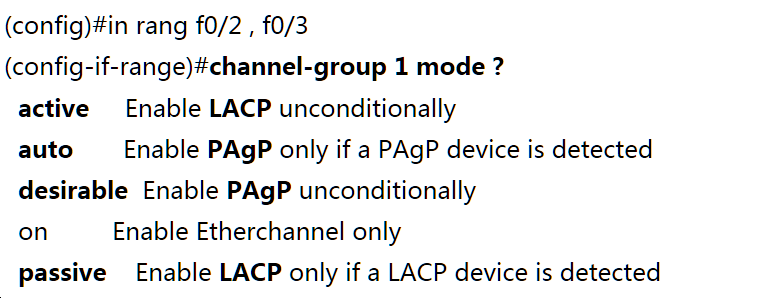 (config)#in rang f0/2 , f0/3
(config-if-range)#channel-group 1 mode ?
active Enable LACP unconditionally
auto Enable PAgP only if a PAgP device is detected
desirable Enable PAgP unconditionally
on Enable Etherchannel only
passive Enable LACP only if a LACP device is detected